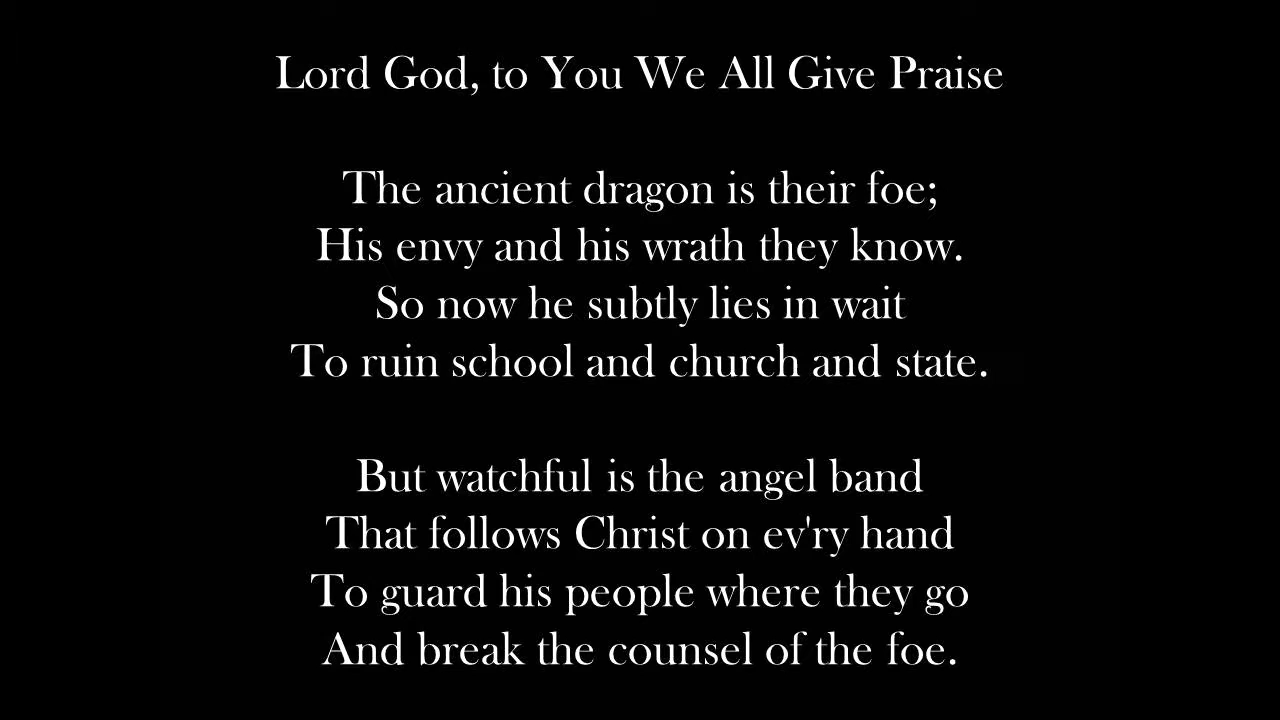 Lord God, to You We All Give Praise
The ancient dragon is their foe;
His envy and his wrath they know.
So now he subtly lies in wait
To ruin school and church and state.
But watchful is the angel band
That follows Christ on ev'ry hand
To guard his people where they go
And break the counsel of the foe.